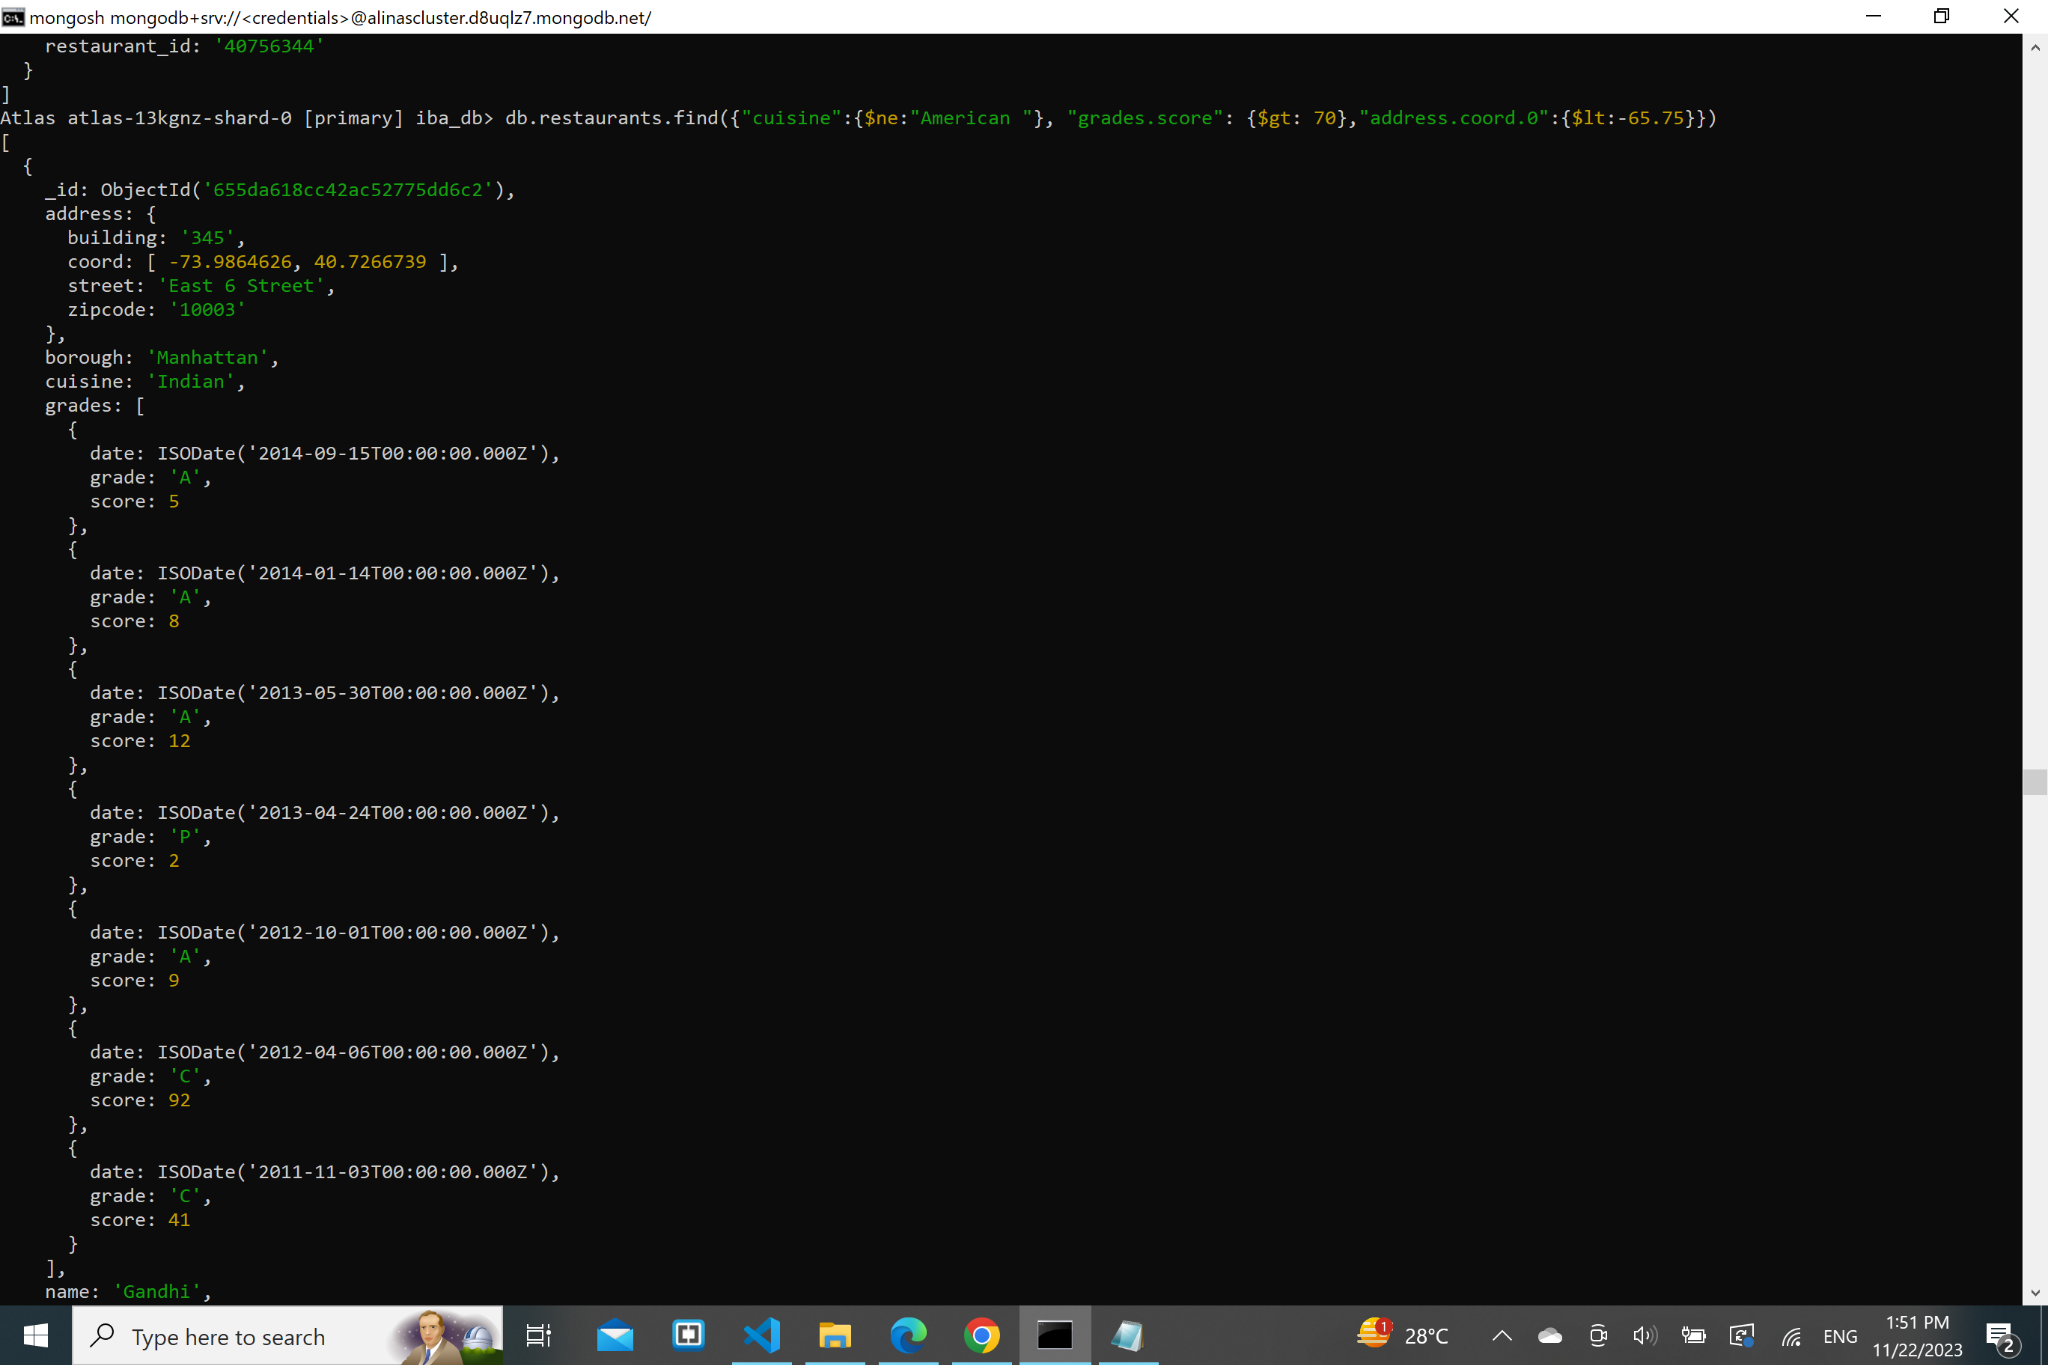 mongosh mongodb+srv://<credentials>@alinascluster.d8uqlz7.mongodb.net/
    restaurant_id: '40756344'
  }
]
Atlas atlas-13kgnz-shard-0 [primary] iba_db> db.restaurants.find({"cuisine":{$ne:"American "}, "grades.score": {$gt: 70},"address.coord.0":{$lt:-65.75}})
[
  {
    _id: ObjectId('655da618cc42ac52775dd6c2'),
    address: {
      building: '345',
      coord: [ -73.9864626, 40.7266739 ],
      street: 'East 6 Street',
      zipcode: '10003'
    },
    borough: 'Manhattan',
    cuisine: 'Indian',
    grades: [
      {
        date: ISODate('2014-09-15T00:00:00.000Z'),
        grade: 'A',
        score: 5
      },
      {
        date: ISODate('2014-01-14T00:00:00.000Z'),
        grade: 'A',
        score: 8
      },
      {
        date: ISODate('2013-05-30T00:00:00.000Z'),
        grade: 'A',
        score: 12
      },
      {
        date: ISODate('2013-04-24T00:00:00.000Z'),
        grade: 'P',
        score: 2
      },
      {
        date: ISODate('2012-10-01T00:00:00.000Z'),
        grade: 'A',
        score: 9
      },
      {
        date: ISODate('2012-04-06T00:00:00.000Z'),
        grade: 'C',
        score: 92
      },
      {
        date: ISODate('2011-11-03T00:00:00.000Z'),
        grade: 'C',
        score: 41
      }
    ],
    name: 'Gandhi',
Type here to search
1
28°C
ENG
1:51 PM
11/22/2023
2